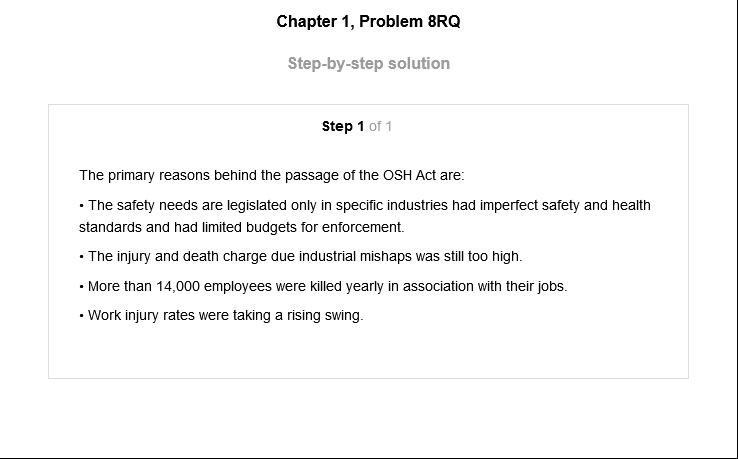 Chapter 1, Problem 8RQ
Step-by-step solution
Step 1 of 1
The primary reasons behind the passage of the OSH Act are:
• The safety needs are legislated only in specific industries had imperfect safety and health
standards and had limited budgets for enforcement.
• The injury and death charge due industrial mishaps was still too high.
• More than 14,000 employees were killed yearly in association with their jobs.
• Work injury rates were taking a rising swing.